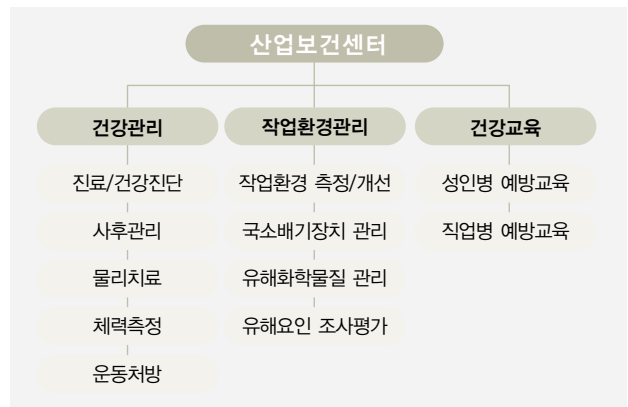 산업보건센터
건강관리
작업환경관리
건강교육
진료/건강진단
작업환경 측정/개선
성인병 예방교육
사후관리
국소배기장치 관리
직업병 예방교육
물리치료
유해화학물질 관리
체력측정
유해요인 조사평가
운동처방